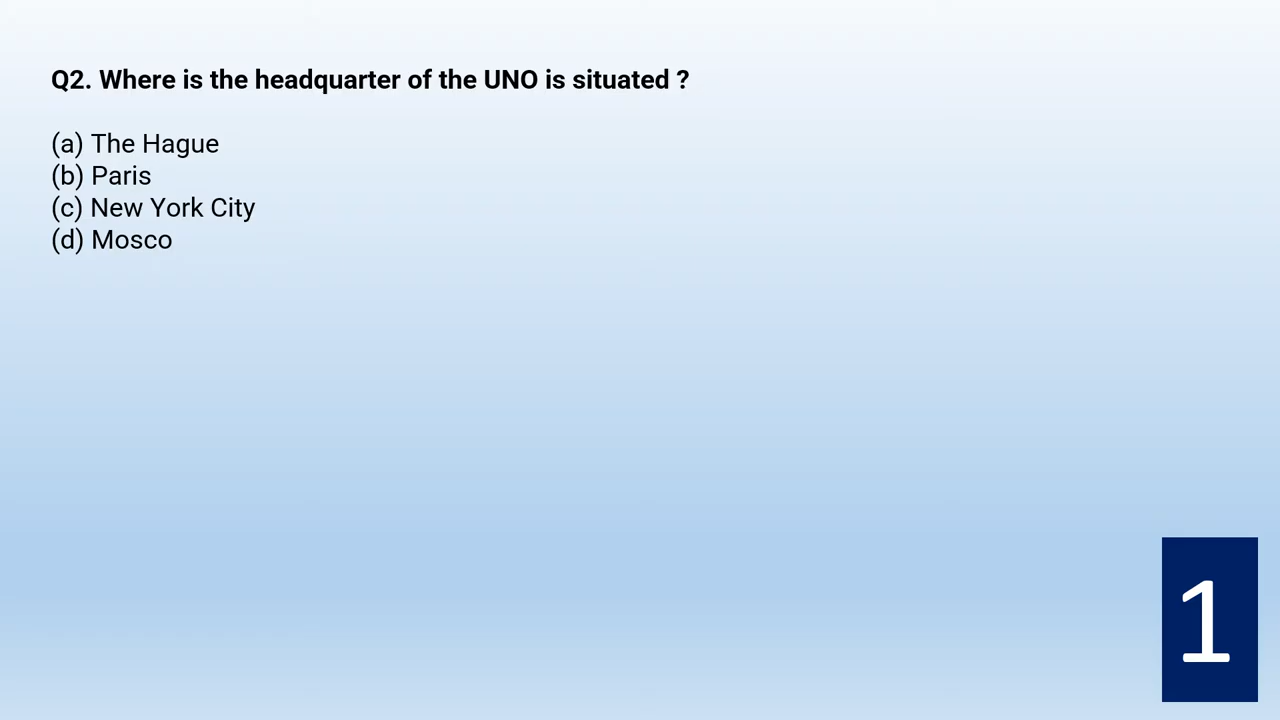 Q2. Where is the headquarter of the UNO is situated ?
(a) The Hague
(b) Paris
(c) New York City
(d) Mosco
1